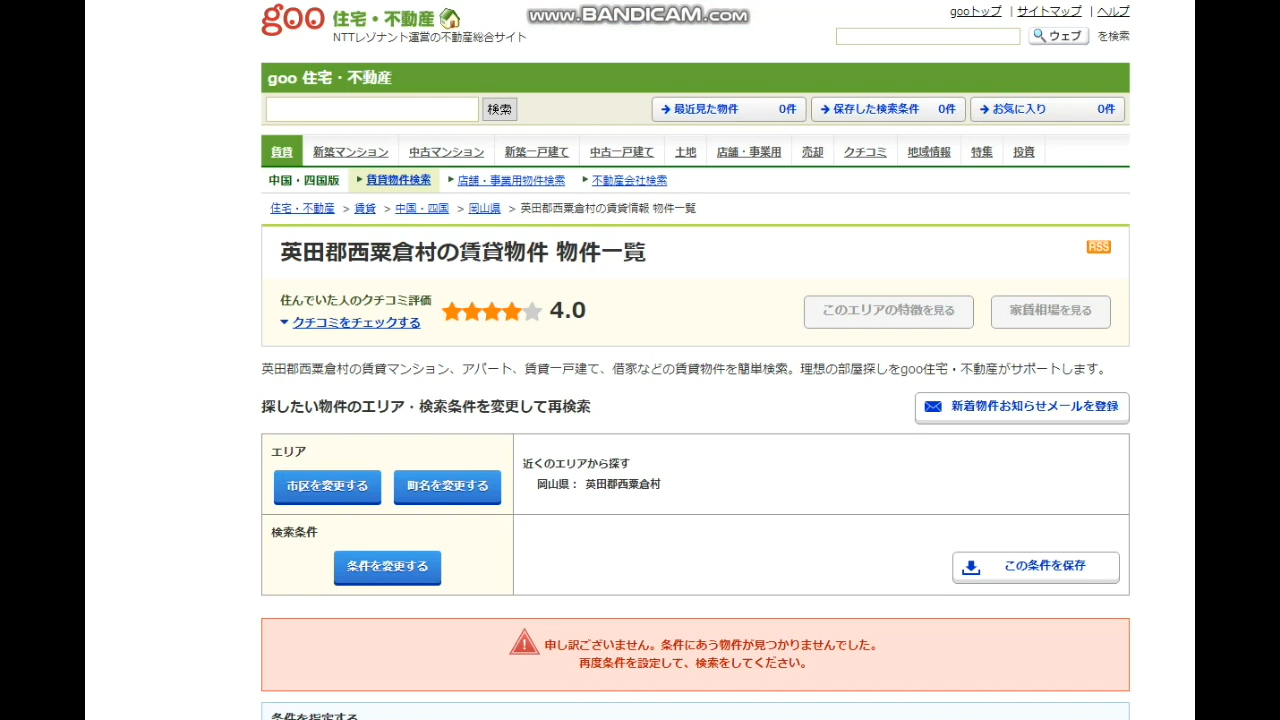 goo 住宅・不動産
NTTレゾナント運営の不動産総合サイト
www.BANDICAM.com
gooトップ | サイトマップ | ヘルプ
ウェブ を検索
goo 住宅・不動産
検索 最近見た物件 0件 保存した検索条件 0件 お気に入り 0件
賃貸 新築マンション 中古マンション 新築一戸建て 中古一戸建て 土地 店舗・事業用 売却 クチコミ 地域情報 特集 投資
中国・四国版 賃貸物件検索 店舗・事業用物件検索 不動産会社検索
住宅・不動産 > 賃貸 > 中国・四国 > 岡山県 > 英田郡西粟倉村の賃貸情報 物件一覧
英田郡西粟倉村の賃貸物件 物件一覧
RSS
住んでいた人のクチコミ評価
クチコミをチェックする
4.0
このエリアの特徴を見る 家賃相場を見る
英田郡西粟倉村の賃貸マンション、アパート、賃貸一戸建て、借家などの賃貸物件を簡単検索。理想の部屋探しをgoo住宅・不動産がサポートします。
探したい物件のエリア・検索条件を変更して再検索
新着物件お知らせメールを登録
エリア
市区を変更する 町名を変更する
近くのエリアから探す
岡山県： 英田郡西粟倉村
検索条件
条件を変更する
この条件を保存
申し訳ございません。条件にあう物件が見つかりませんでした。
再度条件を設定して、検索をしてください。
条件を指定する